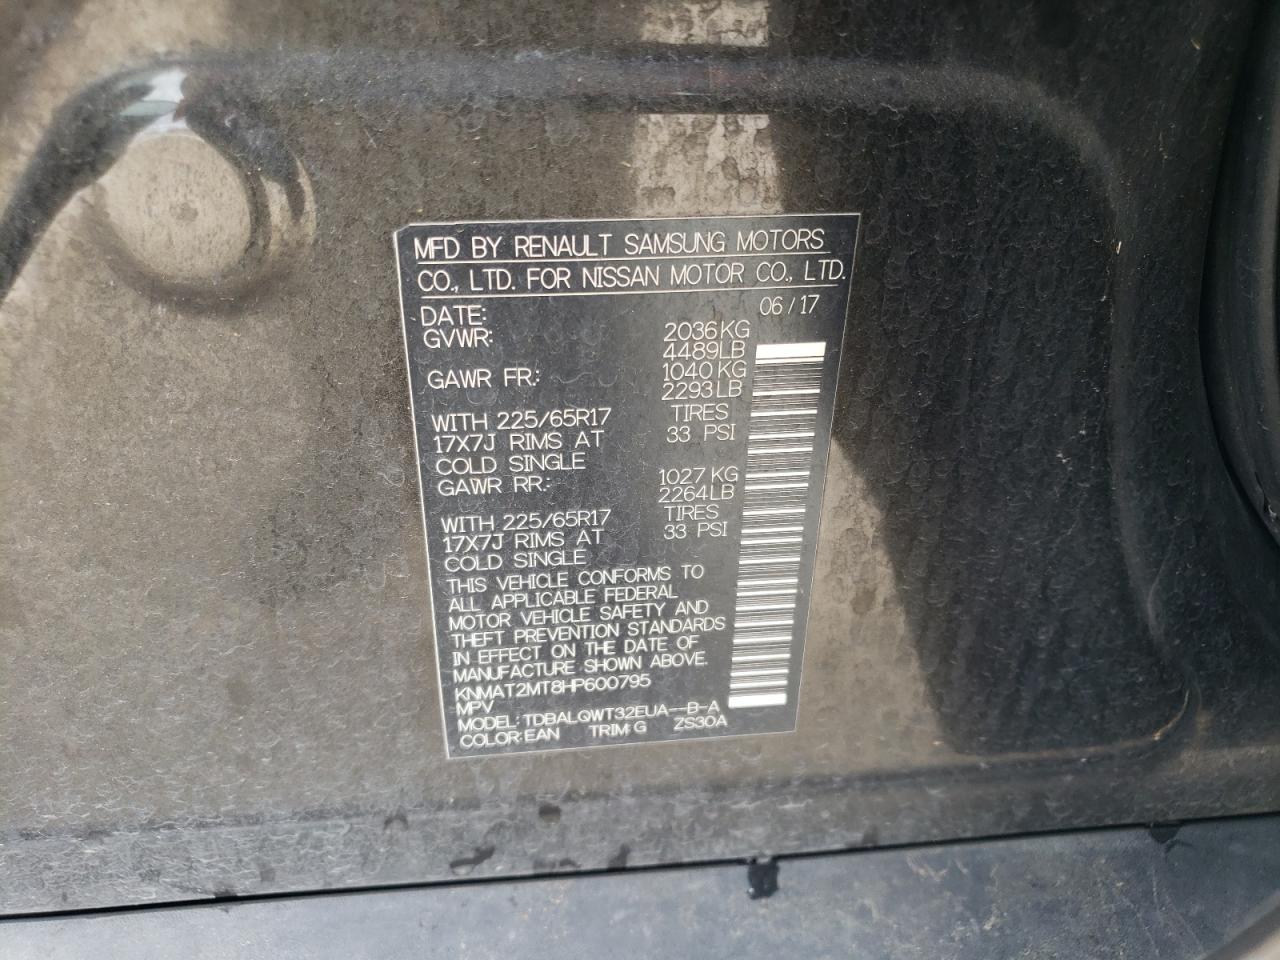 MFD BY RENAULT SAMSUNG MOTORS
CO., LTD. FOR NISSAN MOTOR CO., LTD.
DATE: 06/17
GVWR: 2036KG
4489LB
GAWR FR.: 1040KG
2293LB
WITH 225/65R17 TIRES
17X7J RIMS AT 33 PSI
COLD SINGLE
GAWR RR.: 1027KG
2264LB
WITH 225/65R17 TIRES
17X7J RIMS AT 33 PSI
COLD SINGLE
THIS VEHICLE CONFORMS TO
ALL APPLICABLE FEDERAL
MOTOR VEHICLE SAFETY AND
THEFT PREVENTION STANDARDS
IN EFFECT ON THE DATE OF
MANUFACTURE SHOWN ABOVE.
KNMAT2MT8HP600795
MPV
MODEL: TDBALQWT32EUA--B-A
COLOR: EAN TRIM: G ZS30A